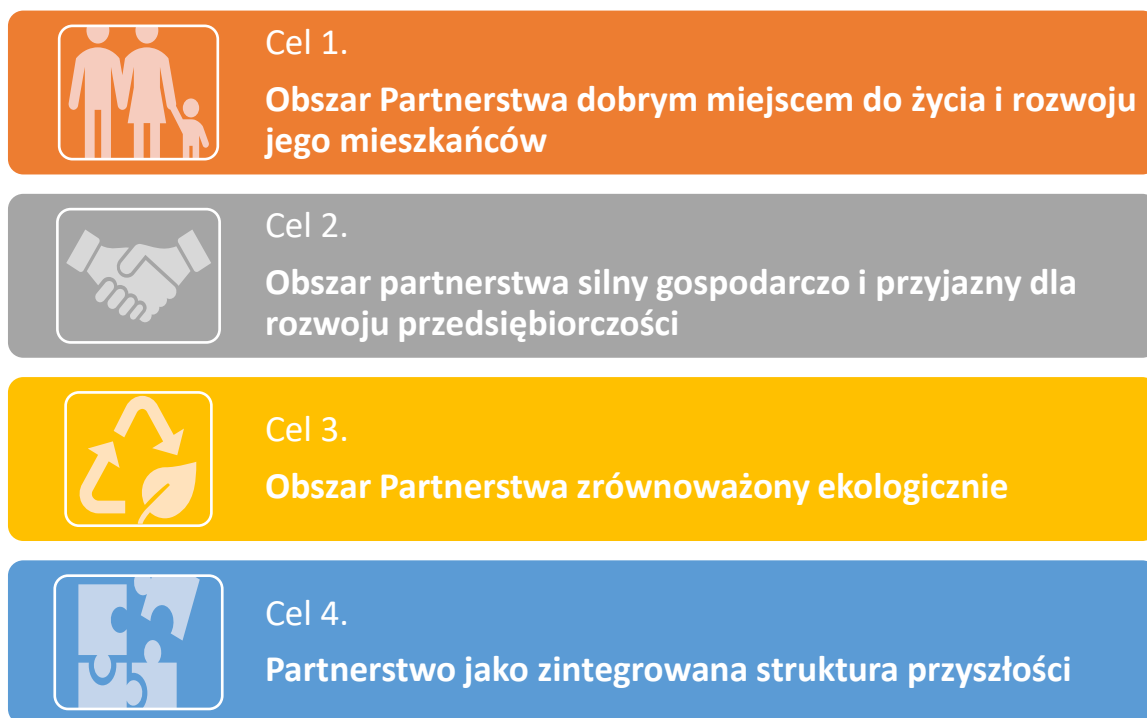 Cel 1.
Obszar Partnerstwa dobrym miejscem do życia i rozwoju
jego mieszkańców
Cel 2.
Obszar partnerstwa silny gospodarczo i przyjazny dla
rozwoju przedsiębiorczości
Cel 3.
Obszar Partnerstwa zrównoważony ekologicznie
Cel 4.
Partnerstwo jako zintegrowana struktura przyszłości